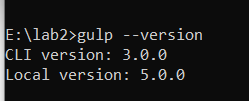 E:\lab2>gulp --version
CLI version: 3.0.0
Local version: 5.0.0